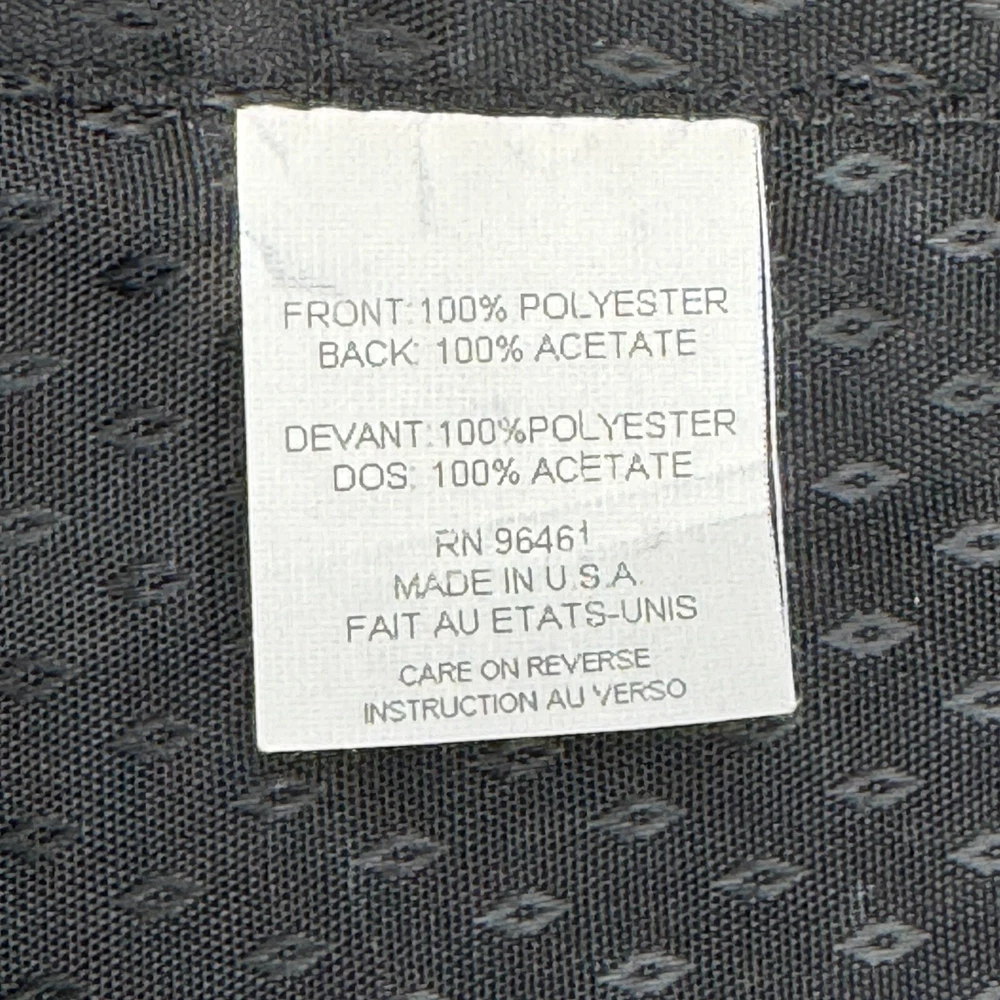 FRONT: 100% POLYESTER
BACK: 100% ACETATE
DEVANT: 100%POLYESTER
DOS: 100% ACETATE
RN 96461
MADE IN U.S.A.
FAIT AU ETATS-UNIS
CARE ON REVERSE
INSTRUCTION AU VERSO